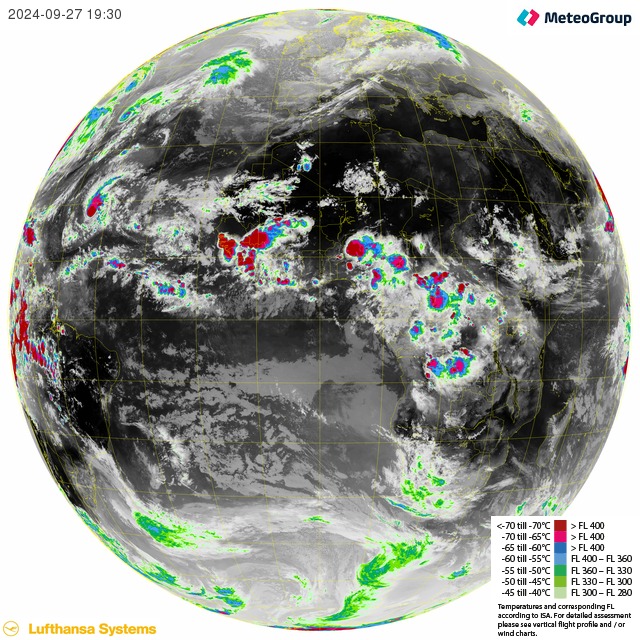 2024-09-27 19:30
MeteoGroup
<-70 till -70°C > FL 400
-70 till -65°C > FL 400
-65 till -60°C > FL 400
-60 till -55°C FL 400 – FL 360
-55 till -50°C FL 360 – FL 330
-50 till -45°C FL 330 – FL 300
-45 till -40°C FL 300 – FL 280
Temperatures and corresponding FL
according to ISA. For detailed assessment
please see vertical flight profile and / or
wind charts.
Lufthansa Systems